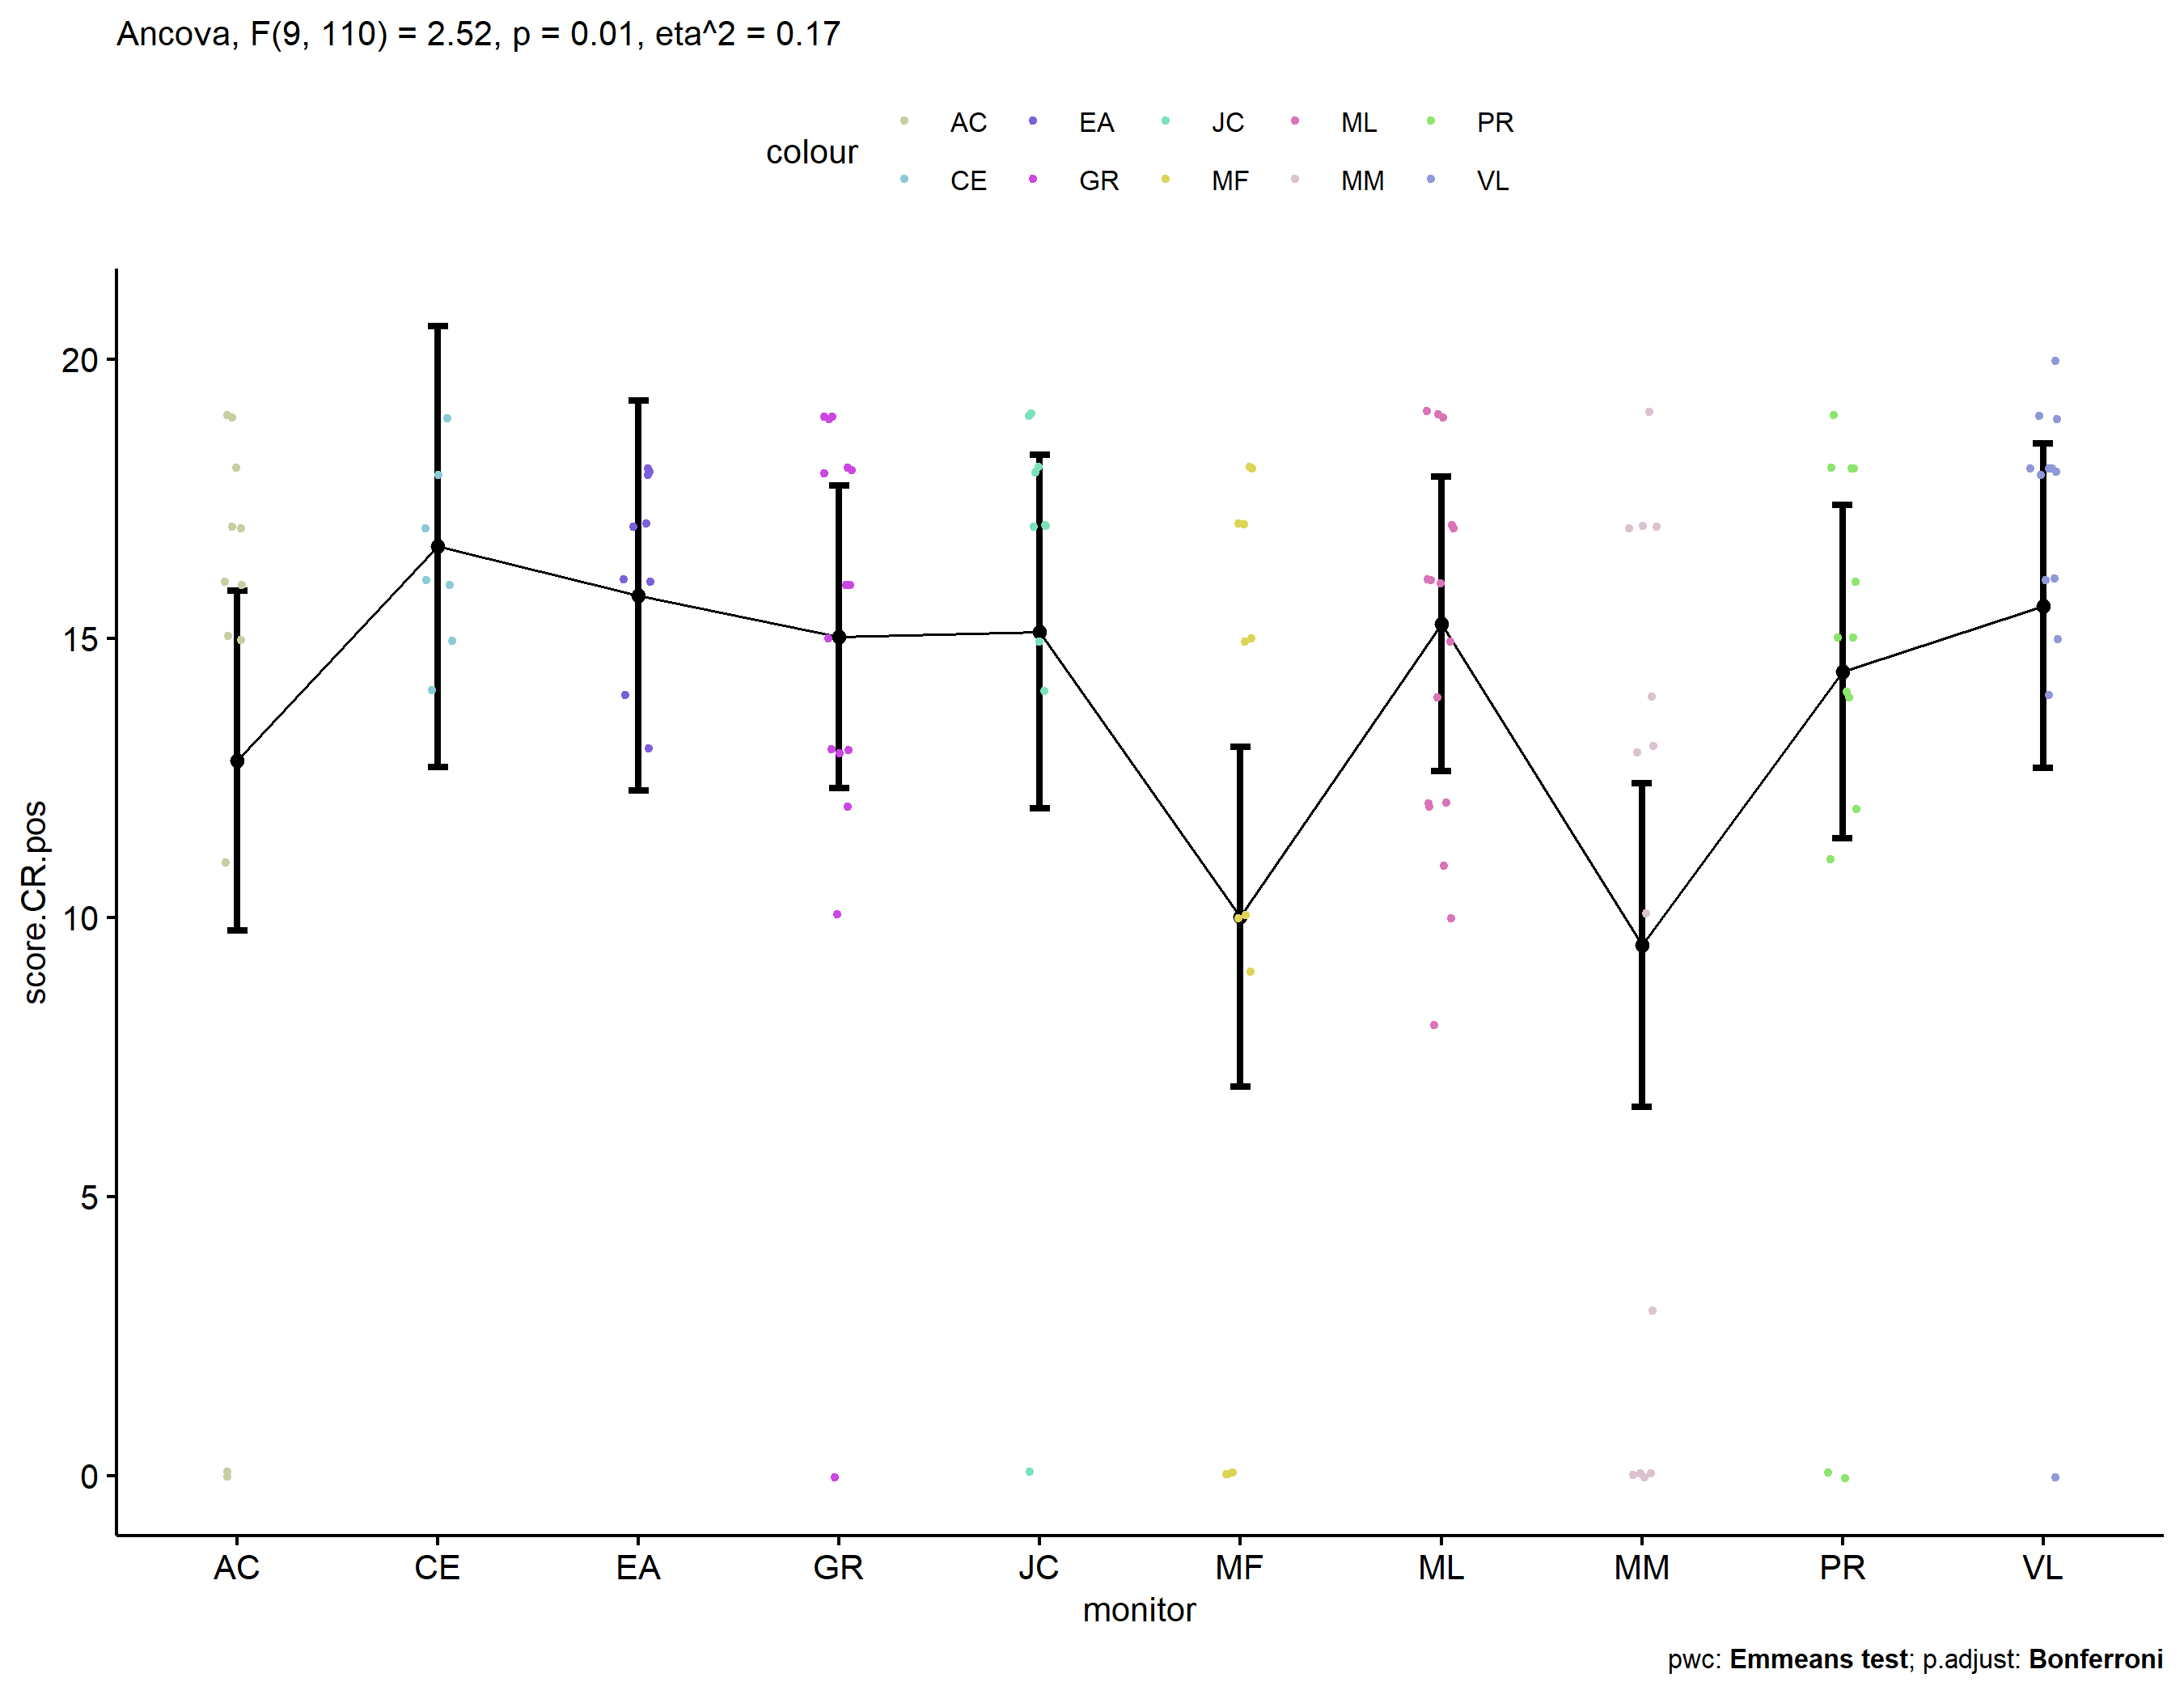 Ancova, F(9, 110) = 2.52, p = 0.01, eta^2 = 0.17
colour
AC EA JC ML PR
CE GR MF MM VL
score.CR.pos
20
15
10
5
0
AC CE EA GR JC MF ML MM PR VL
monitor
pwc: Emmeans test; p.adjust: Bonferroni